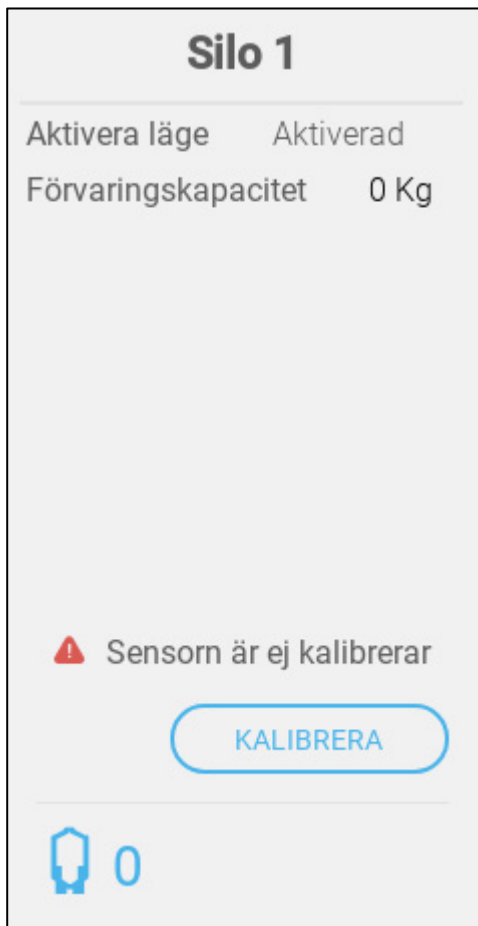 Silo 1
Aktivera läge Aktiverad
Förvaringskapacitet 0 Kg
Sensorn är ej kalibrerar
KALIBRERA
0